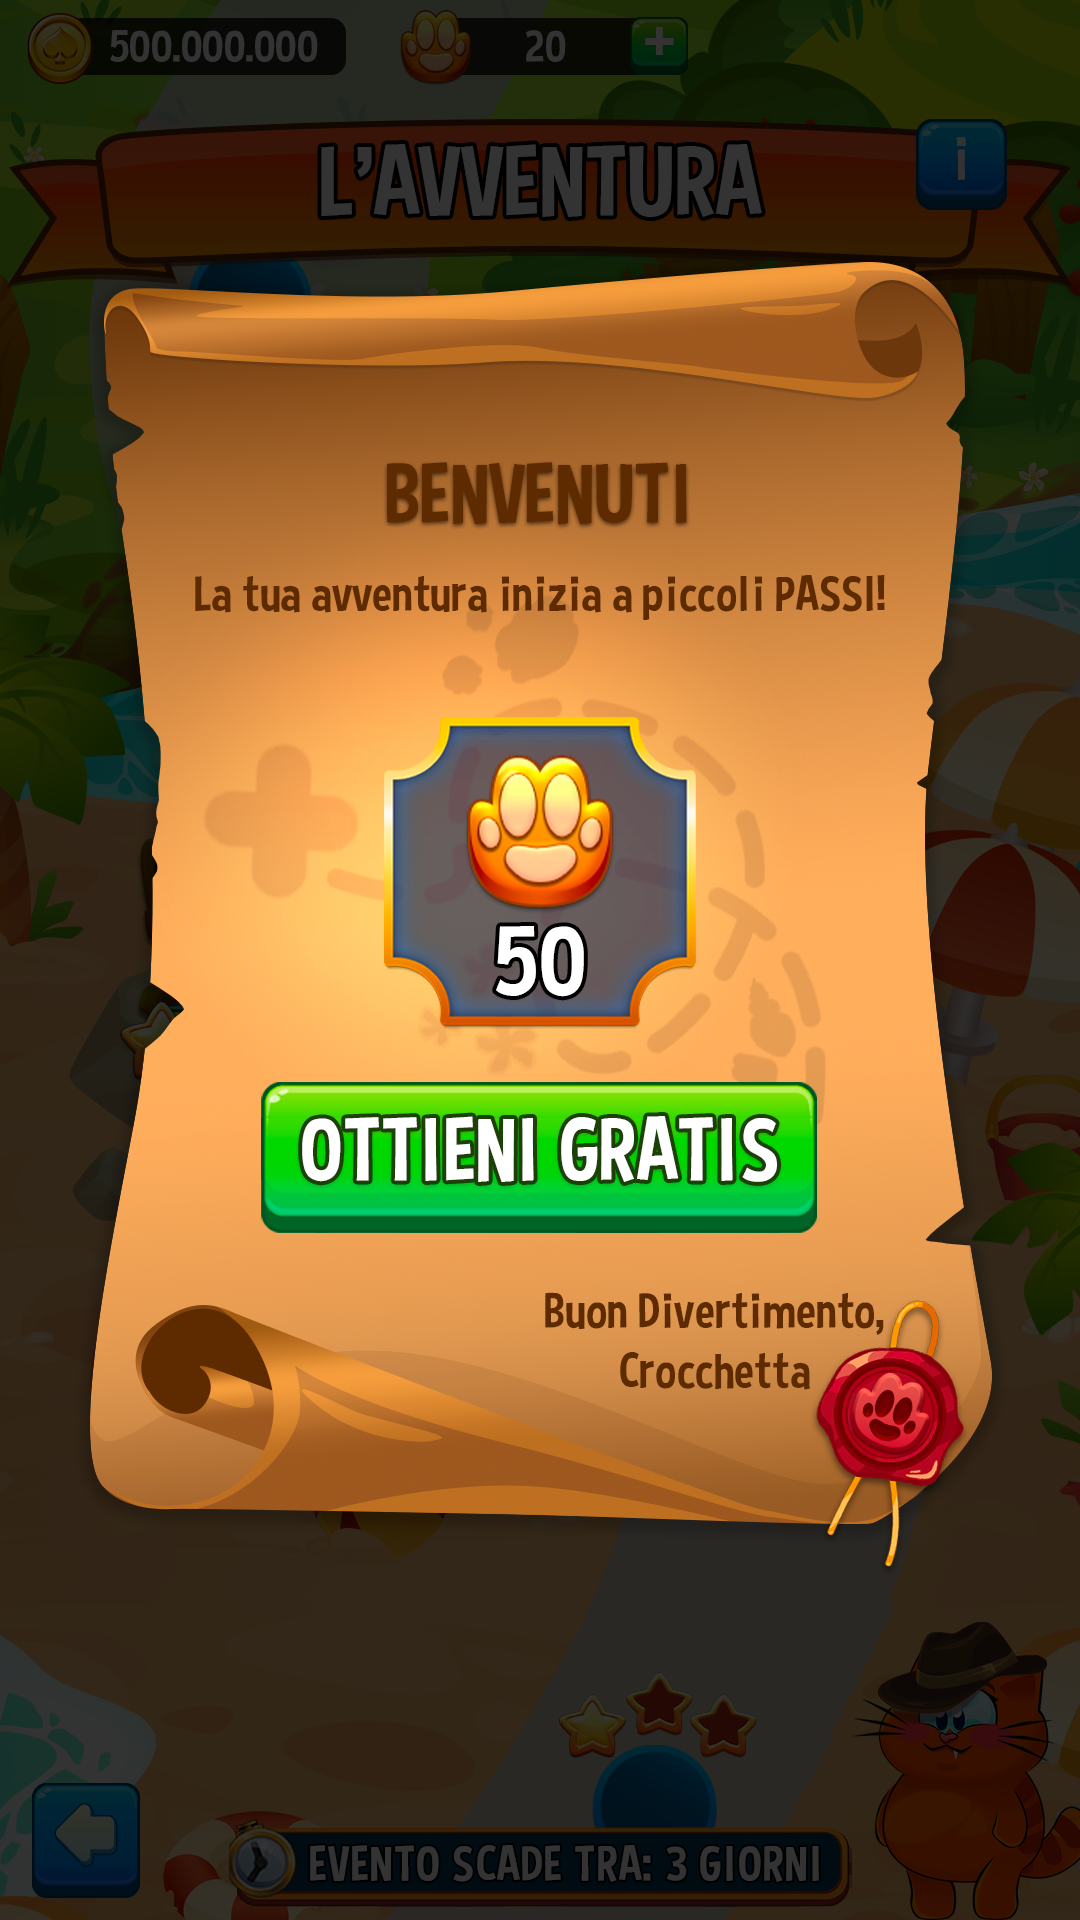 500.000.000
20
L'AVVENTURA
i
BENVENUTI
La tua avventura inizia a piccoli PASSI!
50
OTTIENI GRATIS
Buon Divertimento,
Crocchetta
EVENTO SCADE TRA: 3 GIORNI